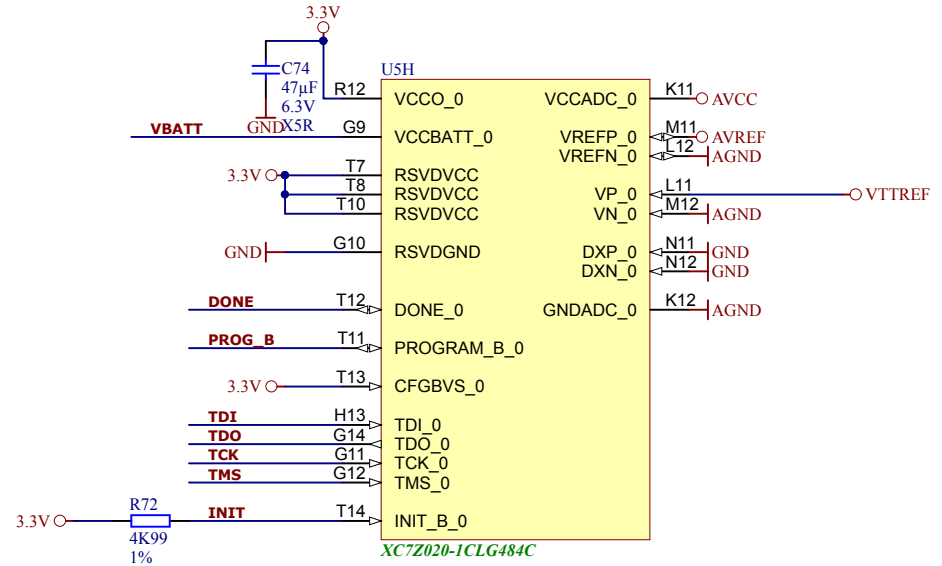 3.3V
C74
47µF
6.3V
X5R
GND
U5H
R12 VCCO_0 VCCADC_0 K11 AVCC
VBATT G9 VCCBATT_0 VREFP_0 M11 AVREF
VREFN_0 L12 AGND
3.3V T7 RSVDVCC
T8 RSVDVCC VP_0 L11 VTTREF
T10 RSVDVCC VN_0 M12 AGND
GND G10 RSVDGND DXP_0 N11 GND
DXN_0 N12 GND
DONE T12 DONE_0 GNDADC_0 K12 AGND
PROG_B T11 PROGRAM_B_0
3.3V T13 CFGBVS_0
TDI H13 TDI_0
TDO G14 TDO_0
TCK G11 TCK_0
TMS G12 TMS_0
R72
3.3V INIT T14 INIT_B_0
4K99
1%
XC7Z020-1CLG484C